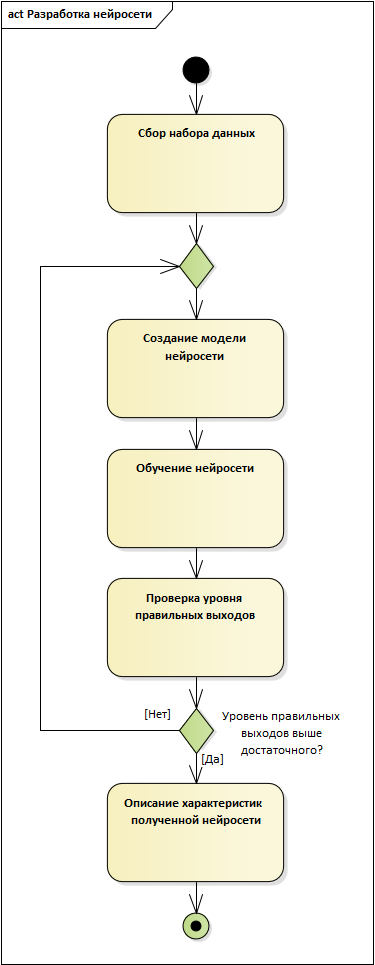 act Разработка нейросети
Сбор набора данных
Создание модели
нейросети
Обучение нейросети
Проверка уровня
правильных выходов
[Нет]
Уровень правильных
выходов выше
достаточного?
[Да]
Описание характеристик
полученной нейросети